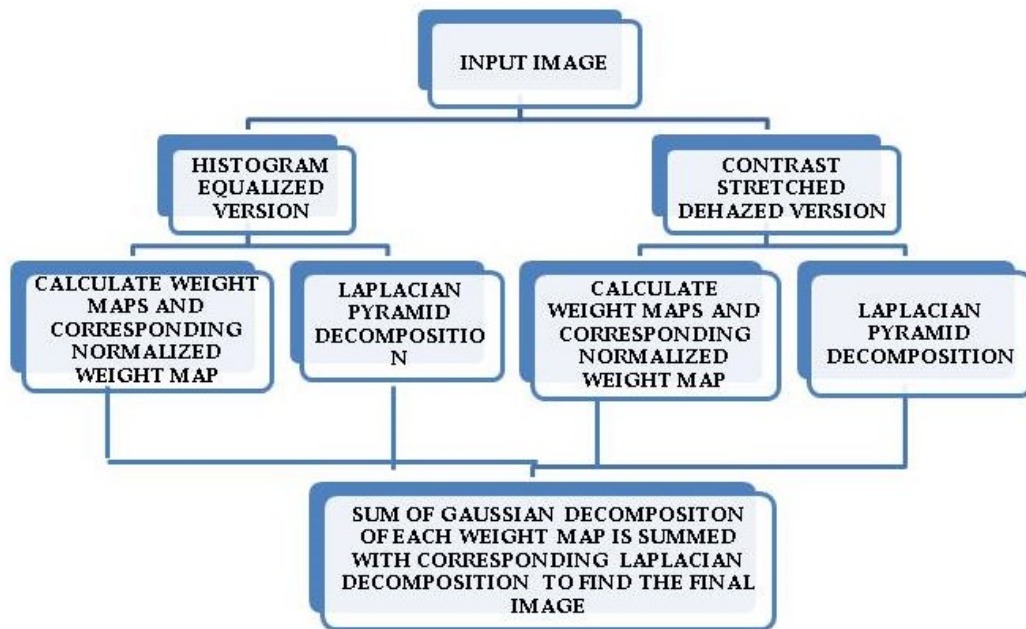 INPUT IMAGE
HISTOGRAM
EQUALIZED
VERSION
CONTRAST
STRETCHED
DEHAZED VERSION
CALCULATE WEIGHT
MAPS AND
CORRESPONDING
NORMALIZED
WEIGHT MAP
LAPLACIAN
PYRAMID
DECOMPOSITIO
N
CALCULATE
WEIGHT MAPS AND
CORRESPONDING
NORMALIZED
WEIGHT MAP
LAPLACIAN
PYRAMID
DECOMPOSITION
SUM OF GAUSSIAN DECOMPOSITON
OF EACH WEIGHT MAP IS SUMMED
WITH CORRESPONDING LAPLACIAN
DECOMPOSITION TO FIND THE FINAL
IMAGE